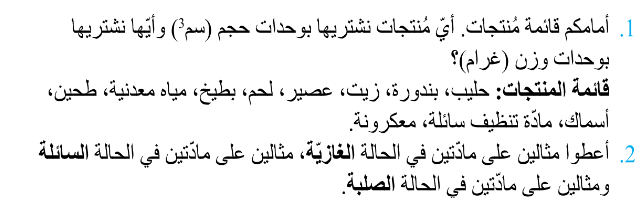 1. أمامكم قائمة مُنتجات. أيّ مُنتجات نشتريها بوحدات حجم (سم³) وأيّها نشتريها
بوحدات وزن (غرام)؟
قائمة المنتجات: حليب، بندورة، زيت، عصير، لحم، بطيخ، مياه معدنية، طحين،
أسماك، مادّة تنظيف سائلة، معكرونة.
2. أعطوا مثالين على مادّتين في الحالة الغازيّة، مثالين على مادّتين في الحالة السائلة
ومثالين على مادّتين في الحالة الصلبة.